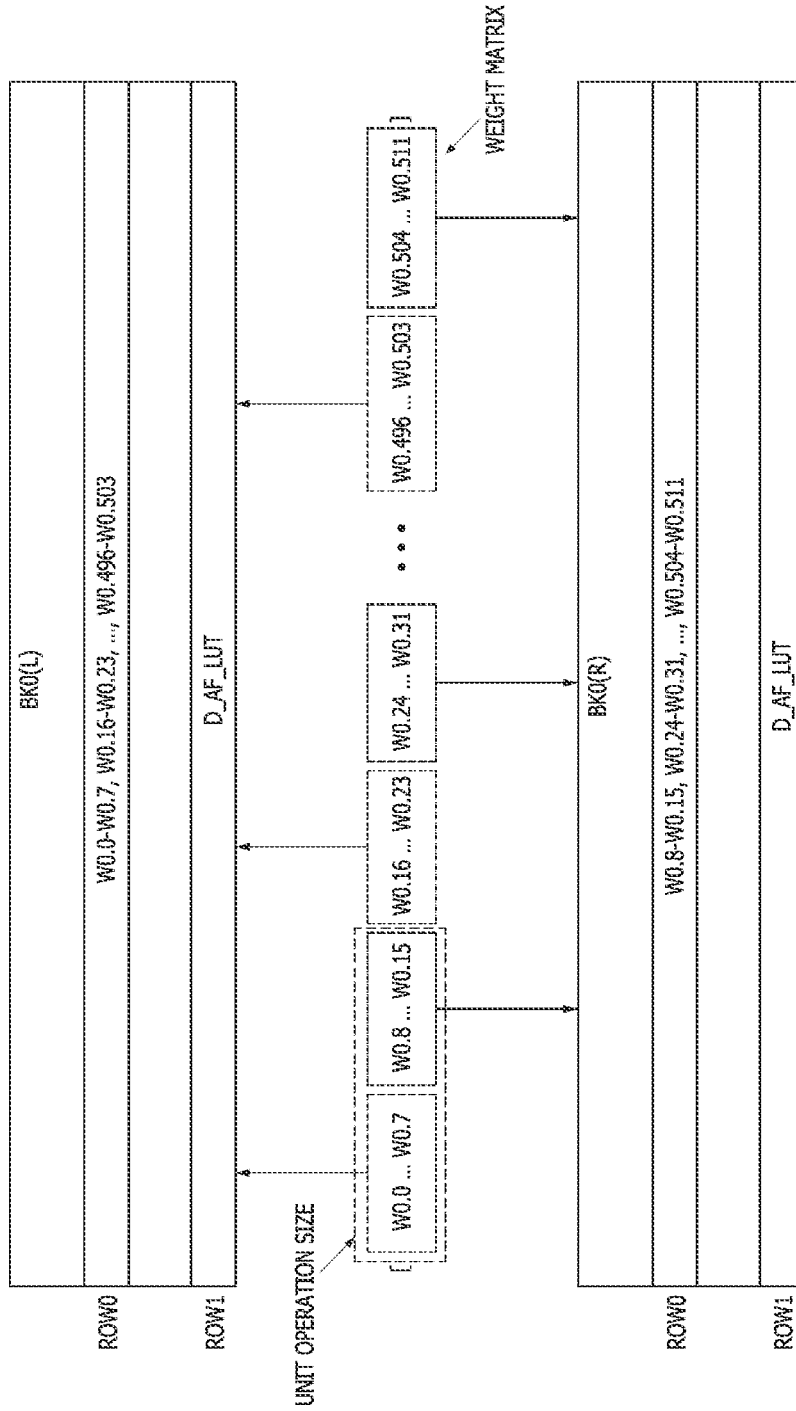 BK0(L)
ROW0
W0.0-W0.7, W0.16-W0.23, ..., W0.496-W0.503
ROW1
D_AF_LUT
UNIT OPERATION SIZE
[
W0.0 ... W0.7
W0.8 ... W0.15
W0.16 ... W0.23
W0.24 ... W0.31
• • •
W0.496 ... W0.503
W0.504 ... W0.511
]
WEIGHT MATRIX
BK0(R)
ROW0
W0.8-W0.15, W0.24-W0.31, ..., W0.504-W0.511
ROW1
D_AF_LUT